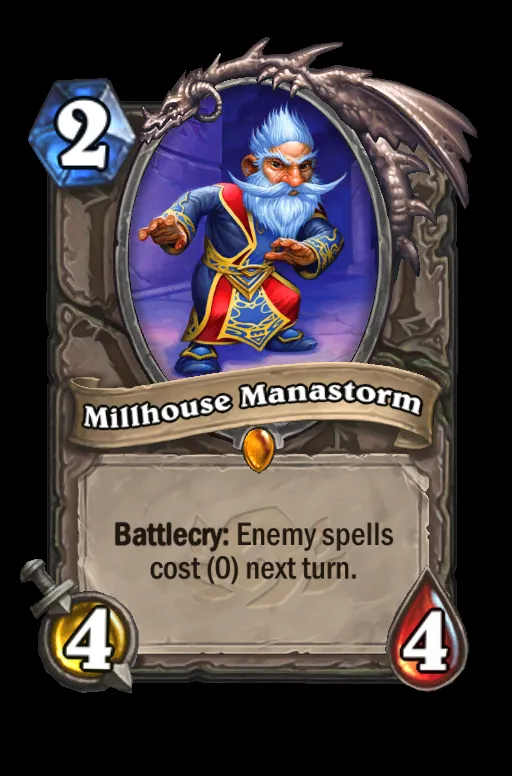 2
Millhouse Manastorm
Battlecry: Enemy spells
cost (0) next turn.
4
4